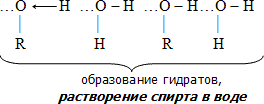 ...O ⟵ H ...O – H ...O – H...O – H
R H R H
образование гидратов,
растворение спирта в воде